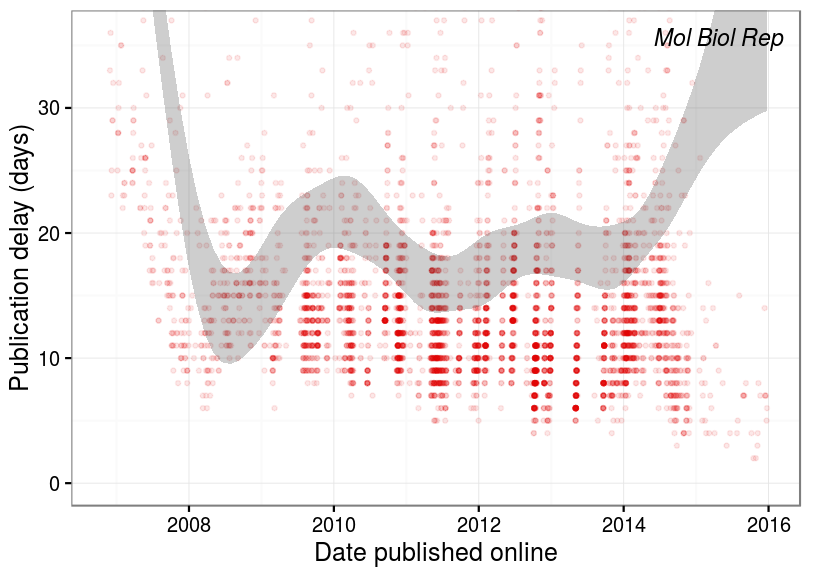 Mol Biol Rep
Publication delay (days)
30
20
10
0
2008 2010 2012 2014 2016
Date published online